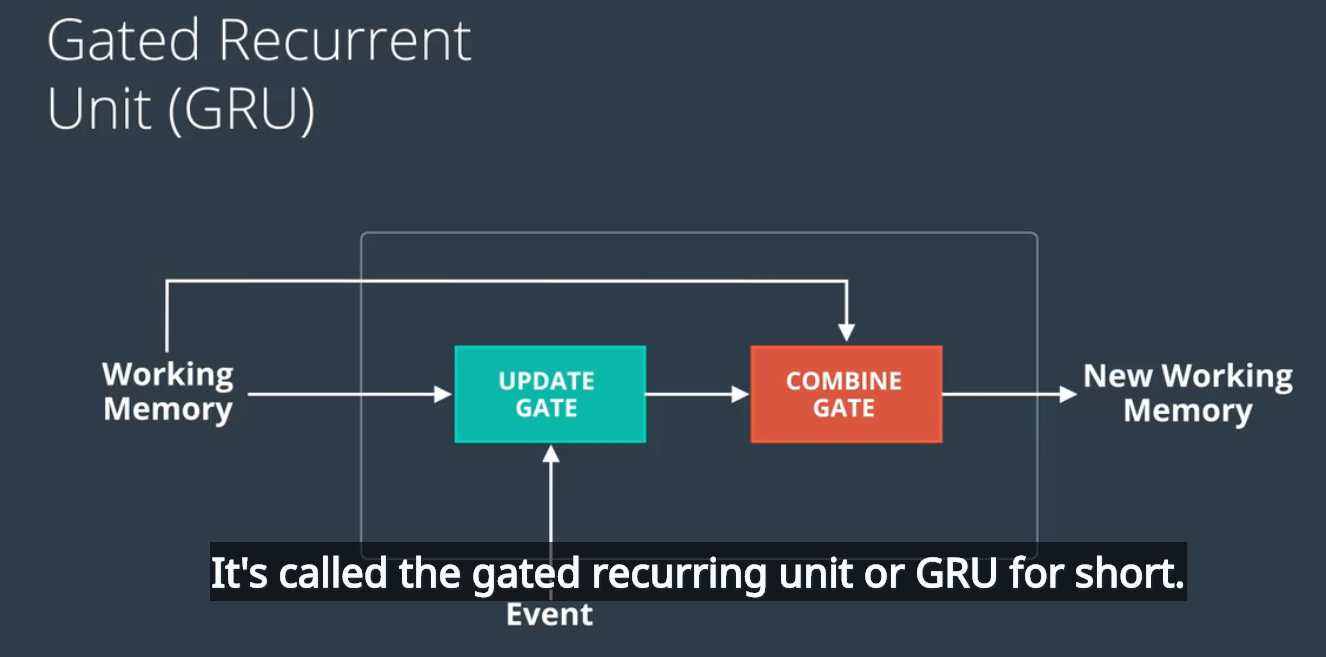 Gated Recurrent
Unit (GRU)
Working
Memory
UPDATE
GATE
COMBINE
GATE
New Working
Memory
It's called the gated recurring unit or GRU for short.
Event